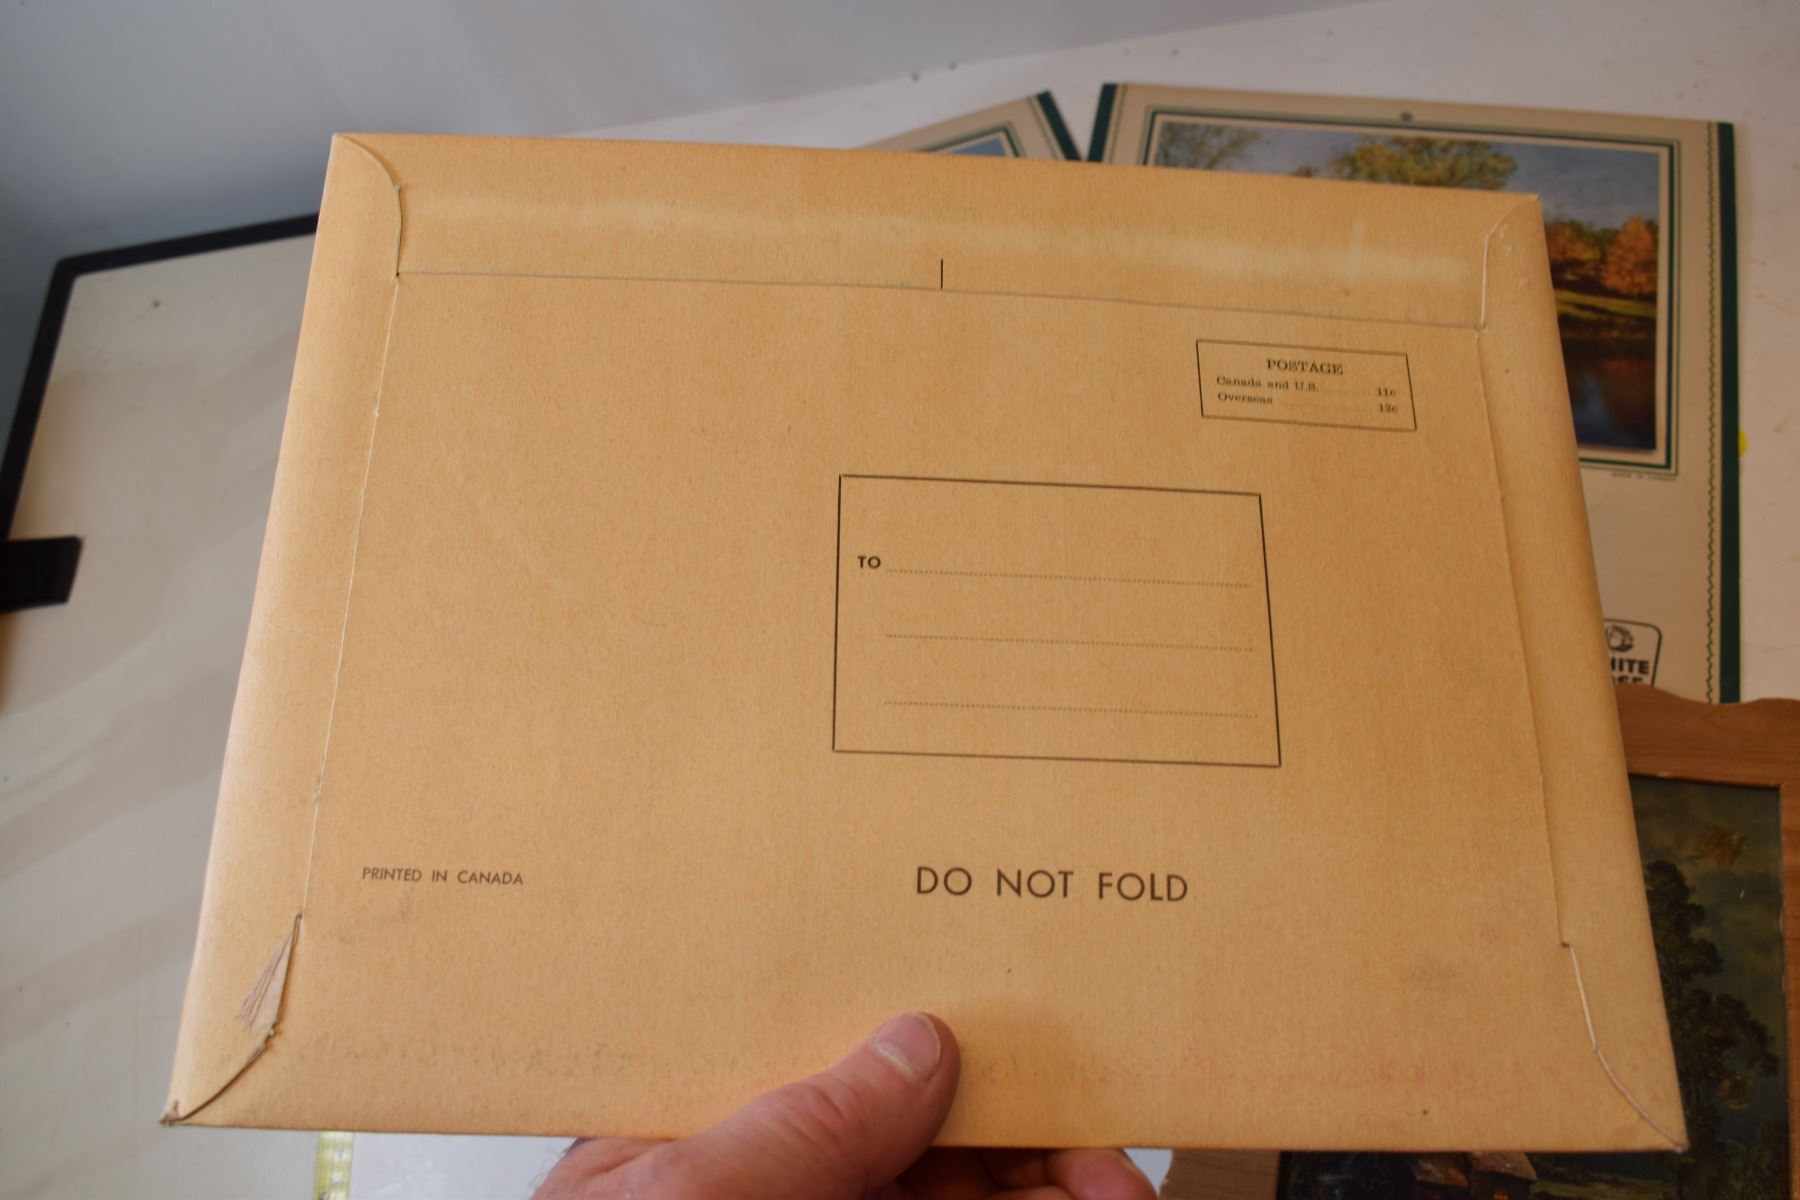 POSTAGE
Canada and U.S. 11c
Overseas 12c
TO
PRINTED IN CANADA
DO NOT FOLD